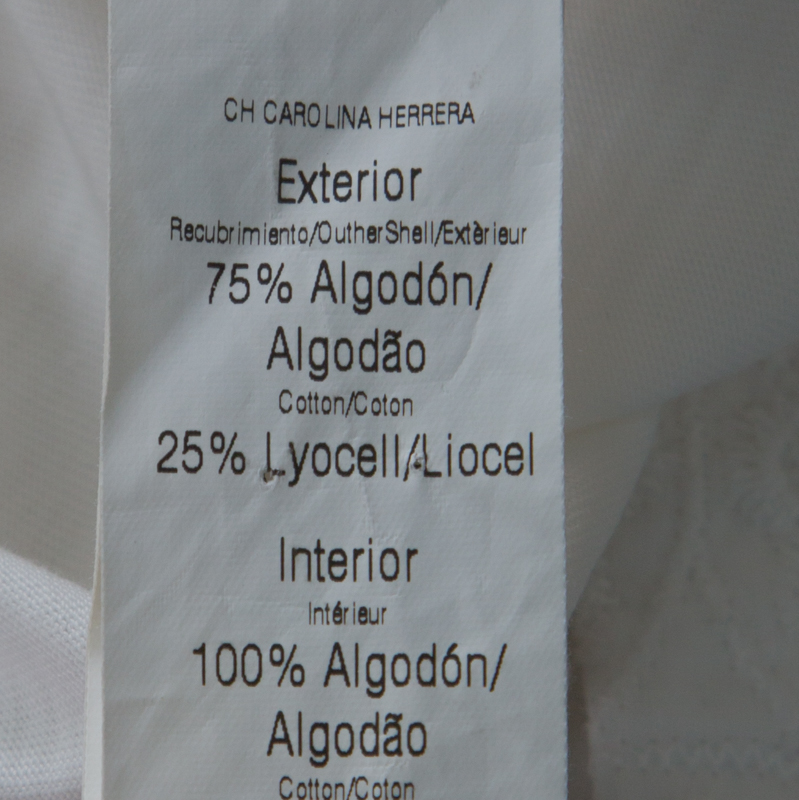 CH CAROLINA HERRERA
Exterior
Recubrimiento/OutherShell/Extèrieur
75% Algodón/
Algodão
Cotton/Coton
25% Lyocell/Liocel
Interior
Intérieur
100% Algodón/
Algodão
Cotton/Coton